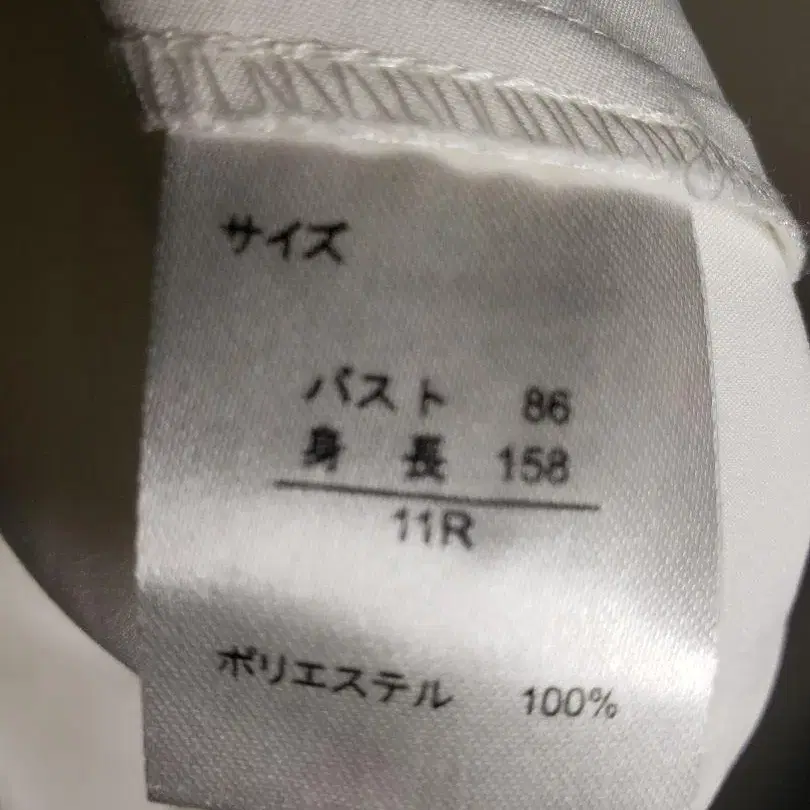 サイズ
バスト 86
身長 158
11R
ポリエステル 100%